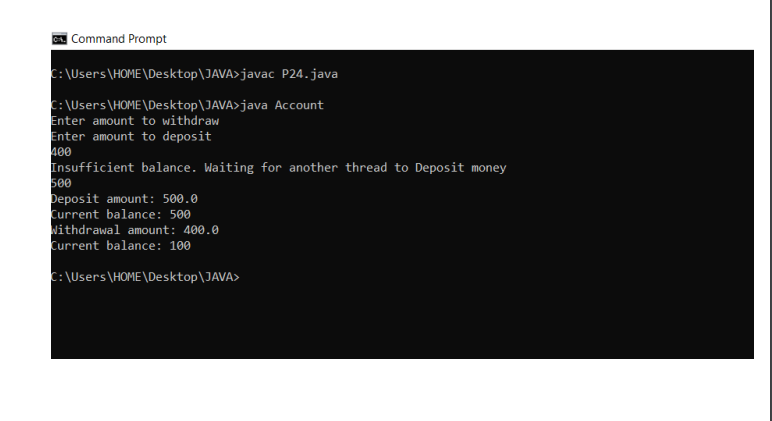 Command Prompt
C:\Users\HOME\Desktop\JAVA>javac P24.java
C:\Users\HOME\Desktop\JAVA>java Account
Enter amount to withdraw
Enter amount to deposit
400
Insufficient balance. Waiting for another thread to Deposit money
500
Deposit amount: 500.0
Current balance: 500
Withdrawal amount: 400.0
Current balance: 100
C:\Users\HOME\Desktop\JAVA>